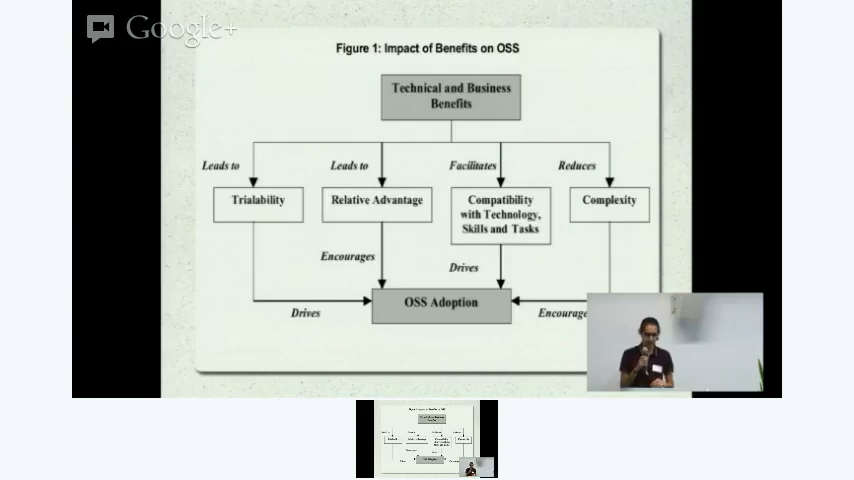 Google+
Figure 1: Impact of Benefits on OSS
Technical and Business
Benefits
Leads to
Leads to
Facilitates
Reduces
Trialability
Relative Advantage
Compatibility
with Technology,
Skills and Tasks
Complexity
Encourages
Drives
OSS Adoption
Drives
Encourage